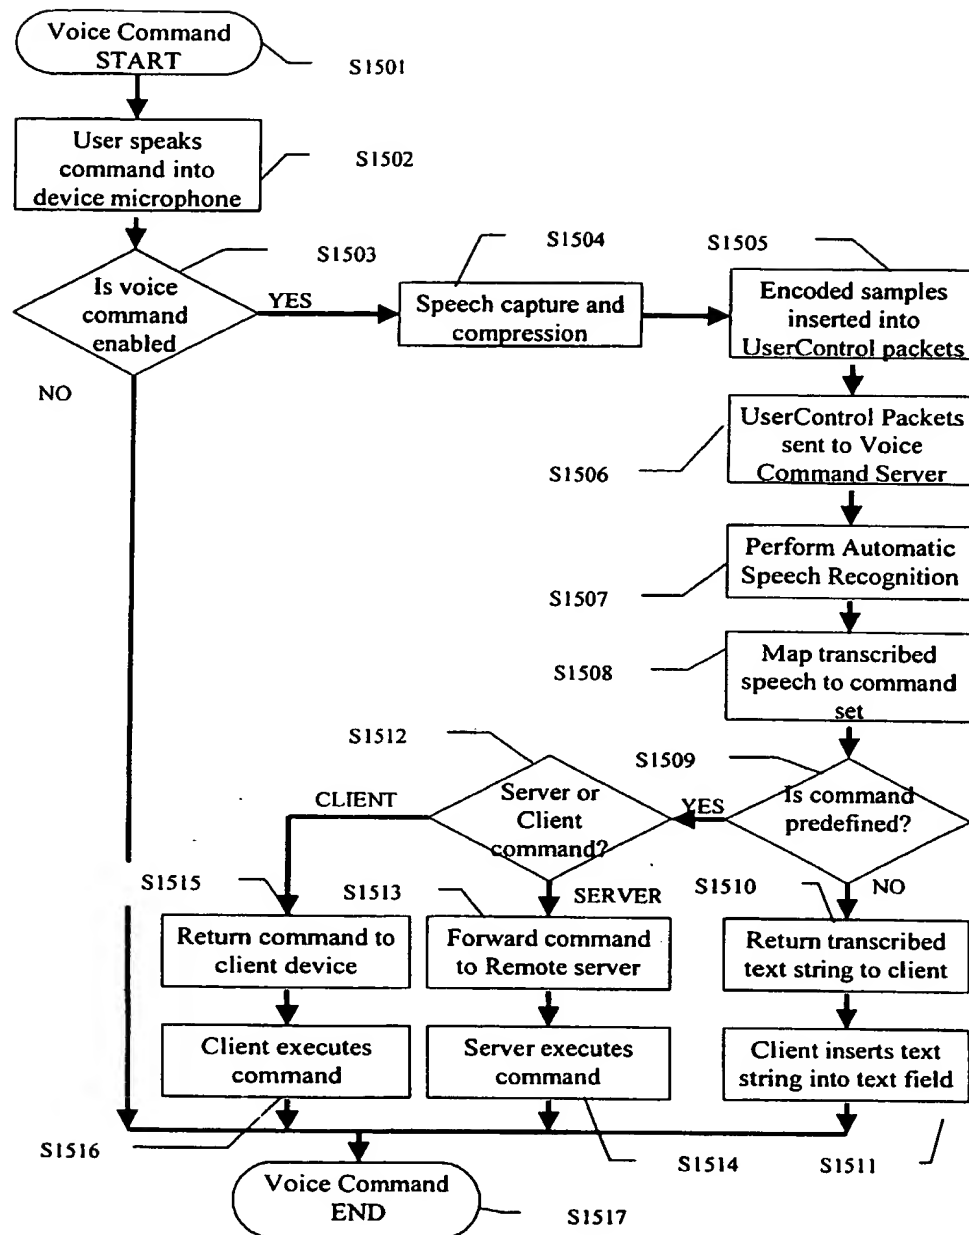 Voice Command
START
S1501
User speaks
command into
device microphone
S1502
Is voice
command
enabled
S1503
YES
NO
Speech capture and
compression
S1504
Encoded samples
inserted into
UserControl packets
S1505
UserControl Packets
sent to Voice
Command Server
S1506
Perform Automatic
Speech Recognition
S1507
Map transcribed
speech to command
set
S1508
Is command
predefined?
S1509
YES
NO
Server or
Client
command?
S1512
CLIENT
SERVER
Return command to
client device
S1515
Forward command
to Remote server
S1513
Return transcribed
text string to client
S1510
Client executes
command
S1516
Server executes
command
S1514
Client inserts text
string into text field
S1511
Voice Command
END
S1517